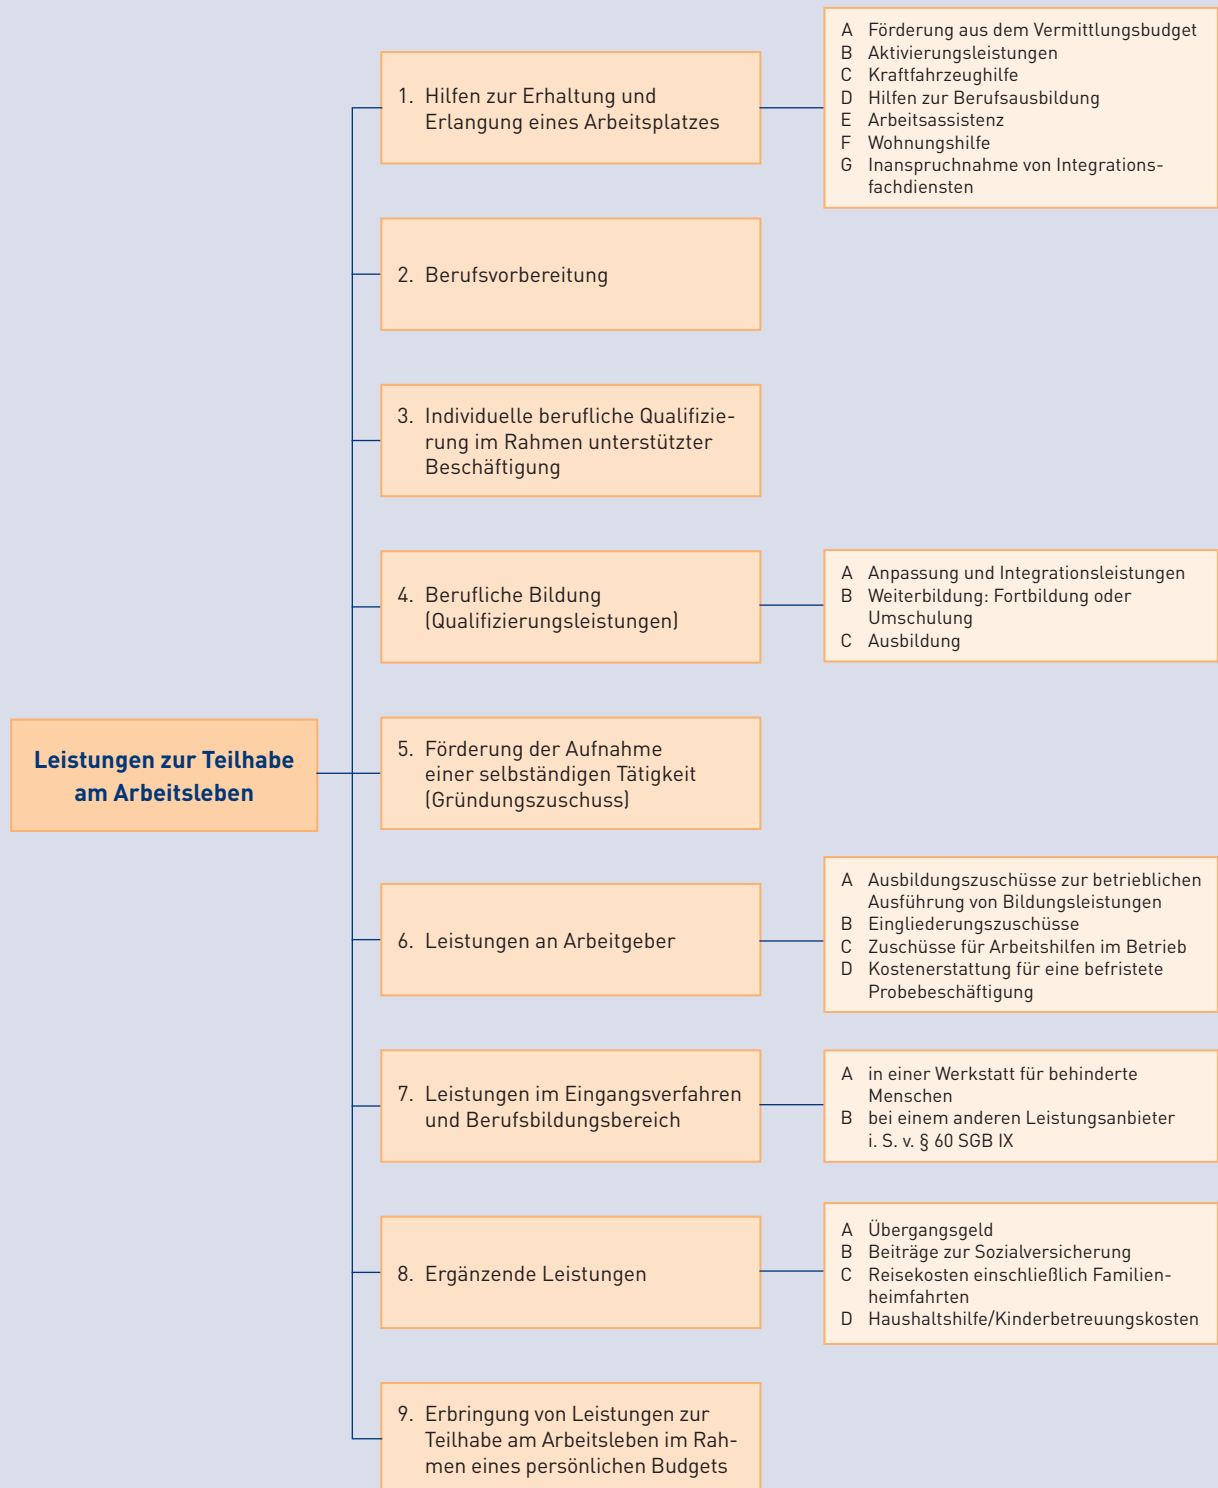 Leistungen zur Teilhabe
am Arbeitsleben
1. Hilfen zur Erhaltung und
Erlangung eines Arbeitsplatzes
A Förderung aus dem Vermittlungsbudget
B Aktivierungsleistungen
C Kraftfahrzeughilfe
D Hilfen zur Berufsausbildung
E Arbeitsassistenz
F Wohnungshilfe
G Inanspruchnahme von Integrations-
fachdiensten
2. Berufsvorbereitung
3. Individuelle berufliche Qualifizie-
rung im Rahmen unterstützter
Beschäftigung
4. Berufliche Bildung
(Qualifizierungsleistungen)
A Anpassung und Integrationsleistungen
B Weiterbildung: Fortbildung oder
Umschulung
C Ausbildung
5. Förderung der Aufnahme
einer selbständigen Tätigkeit
(Gründungszuschuss)
6. Leistungen an Arbeitgeber
A Ausbildungszuschüsse zur betrieblichen
Ausführung von Bildungsleistungen
B Eingliederungszuschüsse
C Zuschüsse für Arbeitshilfen im Betrieb
D Kostenerstattung für eine befristete
Probebeschäftigung
7. Leistungen im Eingangsverfahren
und Berufsbildungsbereich
A in einer Werkstatt für behinderte
Menschen
B bei einem anderen Leistungsanbieter
i. S. v. § 60 SGB IX
8. Ergänzende Leistungen
A Übergangsgeld
B Beiträge zur Sozialversicherung
C Reisekosten einschließlich Familien-
heimfahrten
D Haushaltshilfe/Kinderbetreuungskosten
9. Erbringung von Leistungen zur
Teilhabe am Arbeitsleben im Rah-
men eines persönlichen Budgets